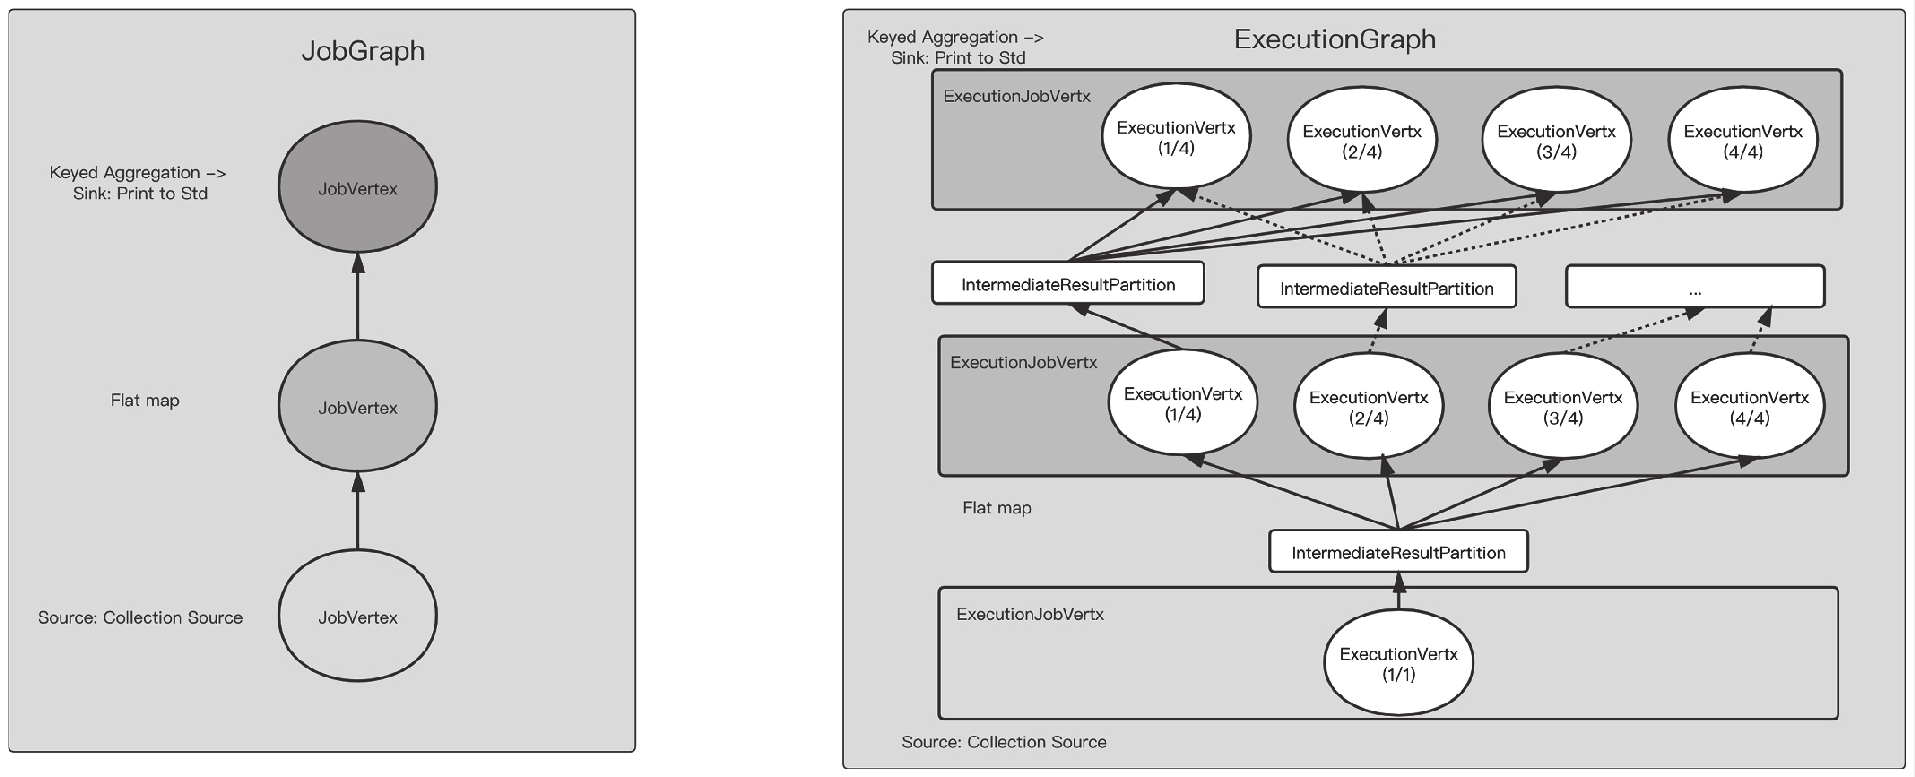 JobGraph
Keyed Aggregation ->
Sink: Print to Std
JobVertex
Flat map
JobVertex
Source: Collection Source
JobVertex
Keyed Aggregation ->
Sink: Print to Std
ExecutionGraph
ExecutionJobVertx
ExecutionVertx
(1/4)
ExecutionVertx
(2/4)
ExecutionVertx
(3/4)
ExecutionVertx
(4/4)
IntermediateResultPartition
IntermediateResultPartition
...
ExecutionJobVertx
ExecutionVertx
(1/4)
ExecutionVertx
(2/4)
ExecutionVertx
(3/4)
ExecutionVertx
(4/4)
Flat map
IntermediateResultPartition
ExecutionJobVertx
ExecutionVertx
(1/1)
Source: Collection Source